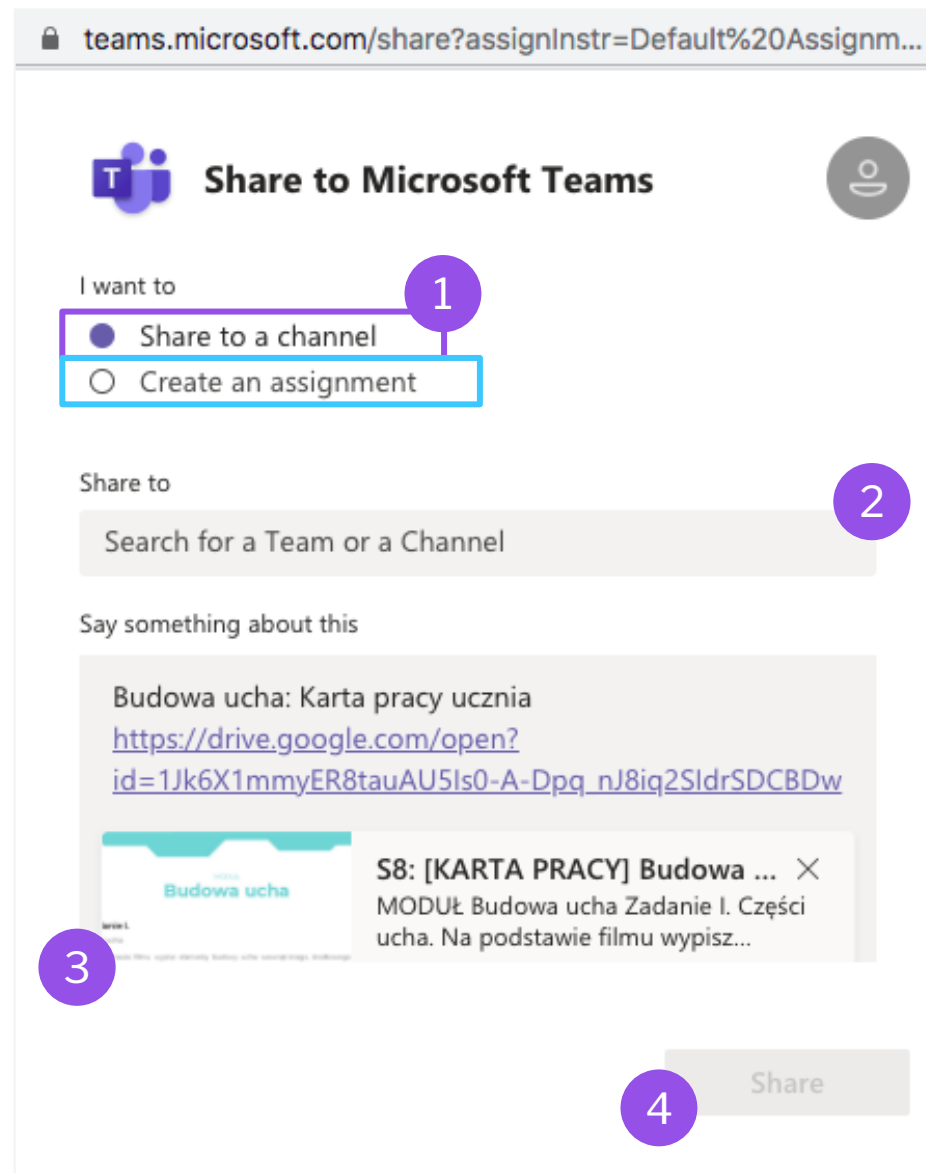 teams.microsoft.com/share?assignInstr=Default%20Assignm...
T
Share to Microsoft Teams
I want to
1
Share to a channel
Create an assignment
Share to
2
Search for a Team or a Channel
Say something about this
Budowa ucha: Karta pracy ucznia
https://drive.google.com/open?
id=1Jk6X1mmyER8tauAU5Is0-A-Dpq_nJ8iq2SIdrSDCBDw
Budowa ucha
S8: [KARTA PRACY] Budowa ...
MODUŁ Budowa ucha Zadanie I. Części
ucha. Na podstawie filmu wypisz...
3
Share
4